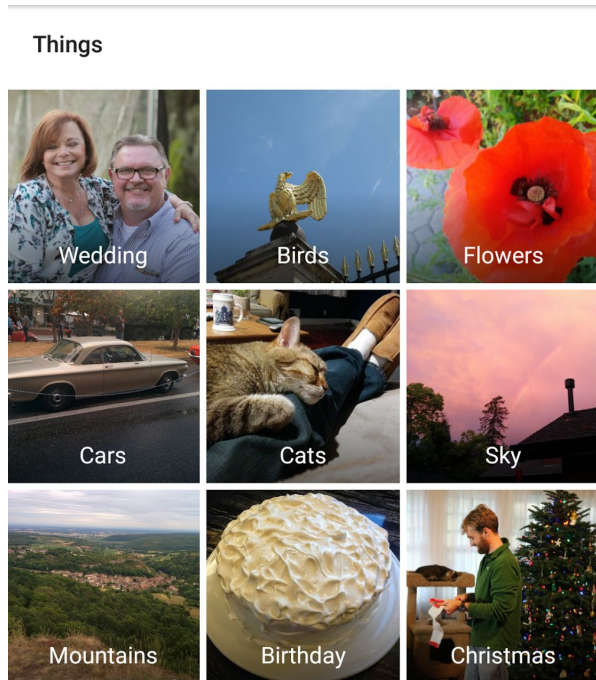 Things
Wedding
Birds
Flowers
Cars
Cats
Sky
Mountains
Birthday
Christmas